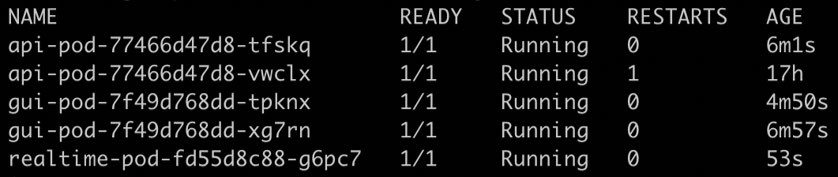 NAME READY STATUS RESTARTS AGE
api-pod-77466d47d8-tfskq 1/1 Running 0 6m1s
api-pod-77466d47d8-vwclx 1/1 Running 1 17h
gui-pod-7f49d768dd-tpknx 1/1 Running 0 4m50s
gui-pod-7f49d768dd-xg7rn 1/1 Running 0 6m57s
realtime-pod-fd55d8c88-g6pc7 1/1 Running 0 53s